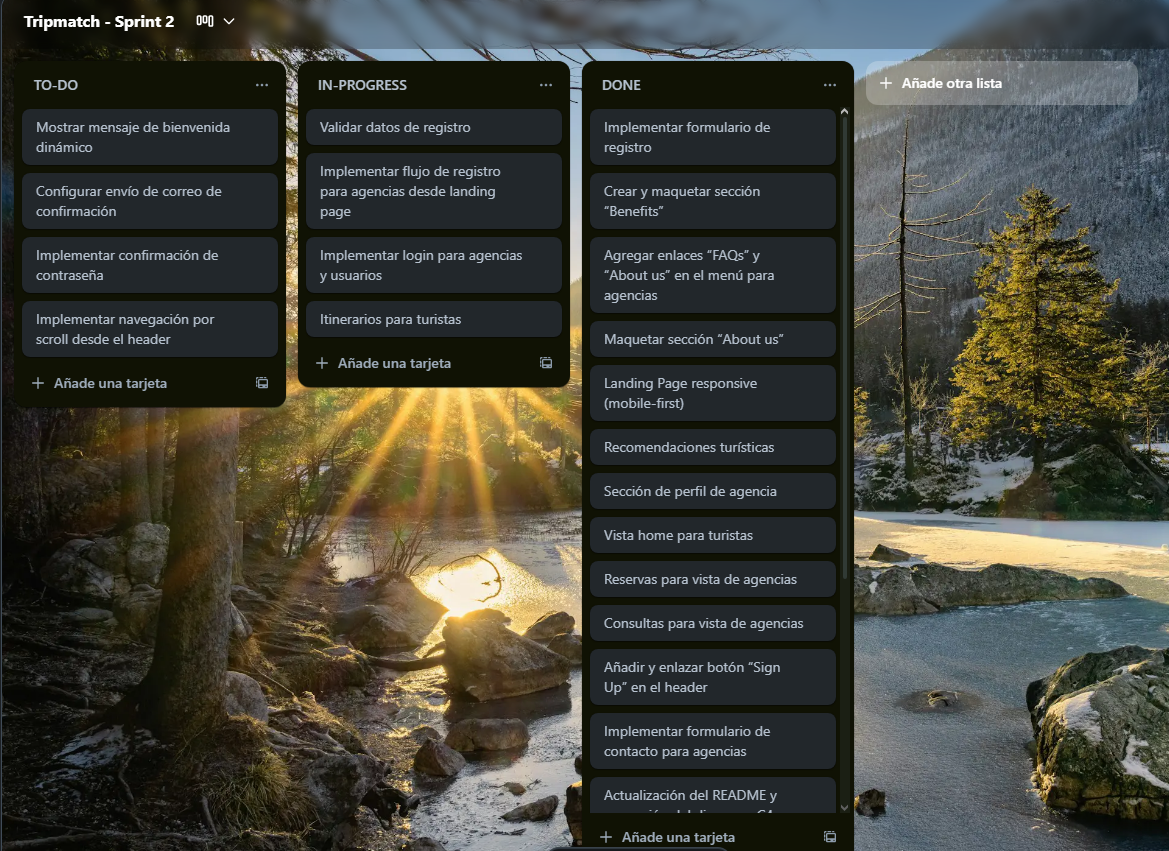 Tripmatch - Sprint 2
TO-DO
Mostrar mensaje de bienvenida
dinámico
Configurar envío de correo de
confirmación
Implementar confirmación de
contraseña
Implementar navegación por
scroll desde el header
Añade una tarjeta
IN-PROGRESS
Validar datos de registro
Implementar flujo de registro
para agencias desde landing
page
Implementar login para agencias
y usuarios
Itinerarios para turistas
Añade una tarjeta
DONE
Implementar formulario de
registro
Crear y maquetar sección
“Benefits”
Agregar enlaces “FAQs” y
“About us” en el menú para
agencias
Maquetar sección “About us”
Landing Page responsive
(mobile-first)
Recomendaciones turísticas
Sección de perfil de agencia
Vista home para turistas
Reservas para vista de agencias
Consultas para vista de agencias
Añadir y enlazar botón “Sign
Up” en el header
Implementar formulario de
contacto para agencias
Actualización del README y
Añade una tarjeta
Añade otra lista